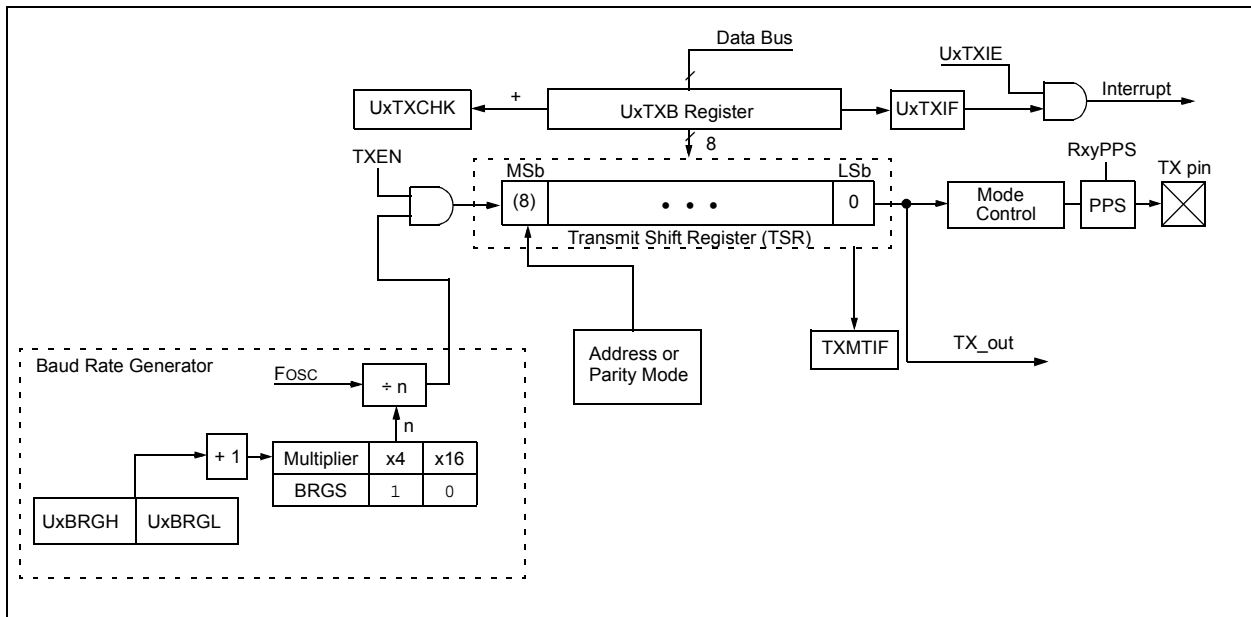 Data Bus
UxTXIE
Interrupt
UxTXCHK
+
UxTXB Register
UxTXIF
8
TXEN
RxyPPS
TX pin
MSb
LSb
(8)
• • •
0
Mode
Control
PPS
Transmit Shift Register (TSR)
Address or
Parity Mode
TXMTIF
TX_out
Baud Rate Generator
FOSC
÷ n
n
+ 1
Multiplier x4 x16
BRGS 1 0
UxBRGH UxBRGL